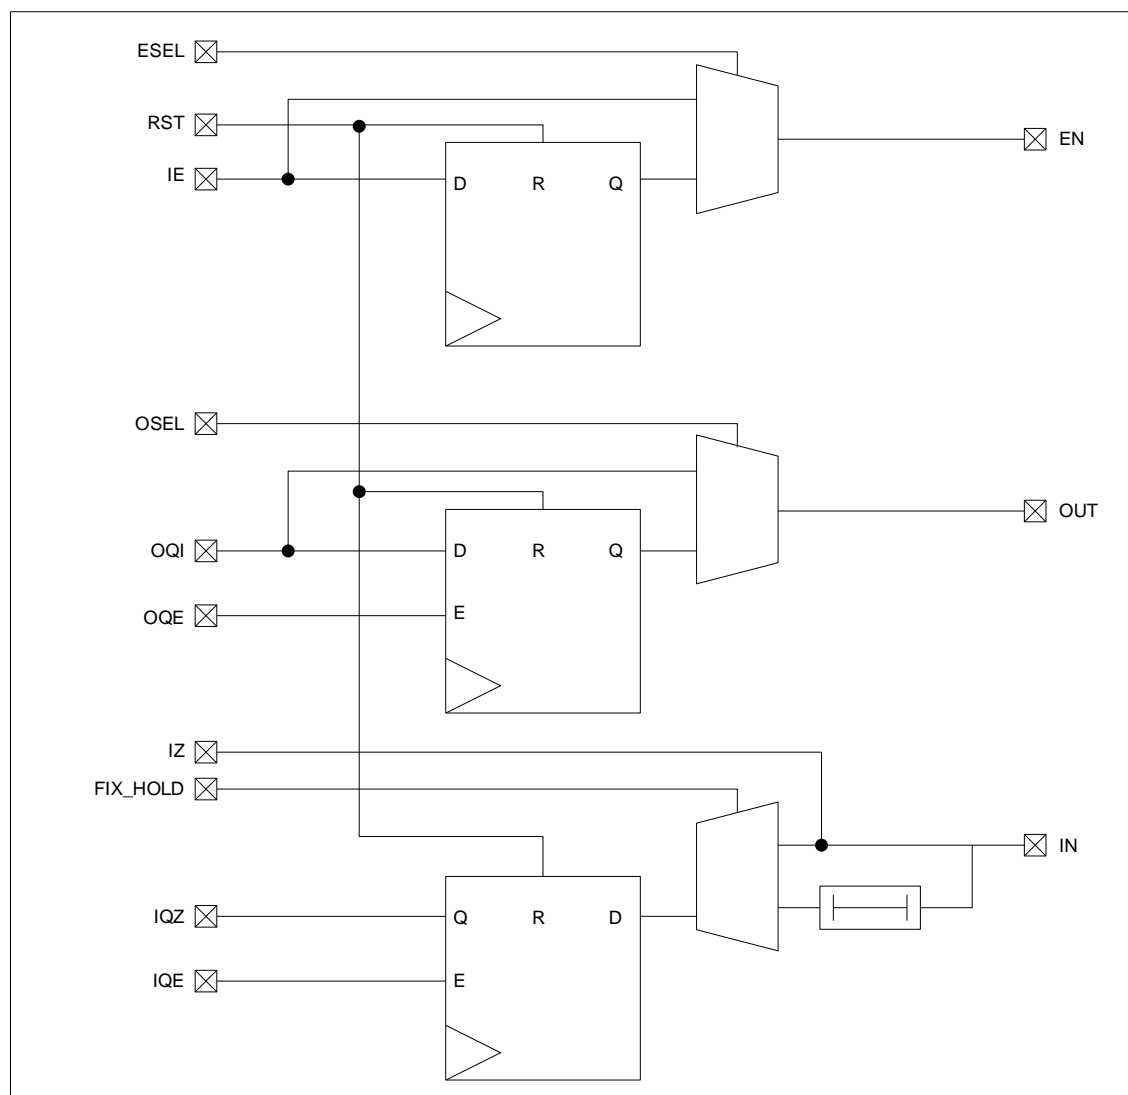 ESEL
RST
IE
EN
D R Q
OSEL
OUT
OQI
D R Q
OQE
E
IZ
FIX_HOLD
IN
IQZ
Q R D
IQE
E